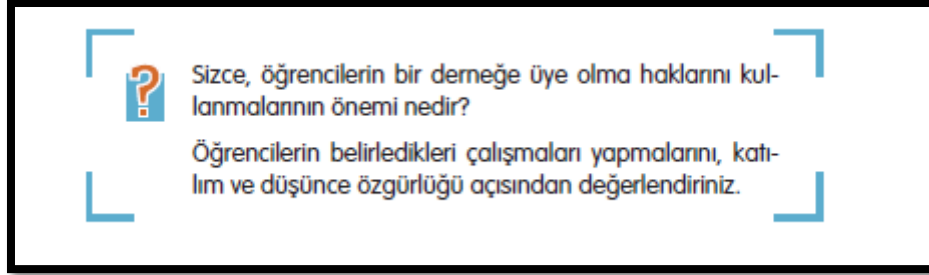 ?
Sizce, öğrencilerin bir derneğe üye olma haklarını kul-
lanmalarının önemi nedir?
Öğrencilerin belirledikleri çalışmaları yapmalarını, katı-
lım ve düşünce özgürlüğü açısından değerlendiriniz.